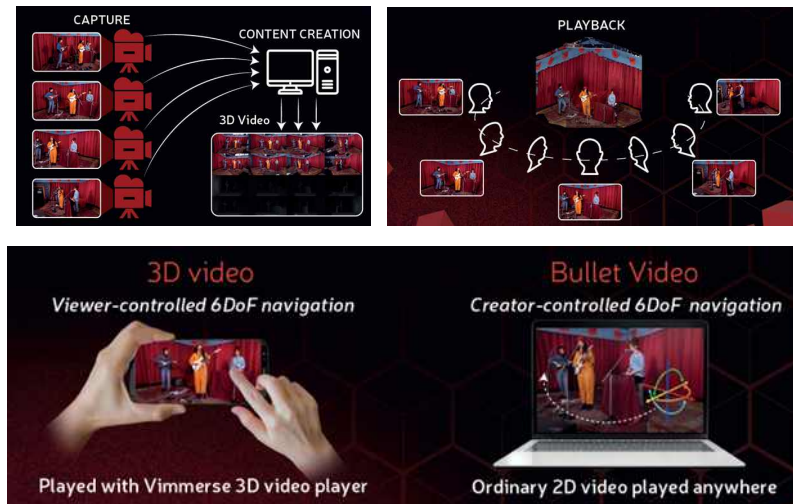 CAPTURE
CONTENT CREATION
3D Video
PLAYBACK
3D video
Viewer-controlled 6DoF navigation
Played with Vimmerse 3D video player
Bullet Video
Creator-controlled 6DoF navigation
Ordinary 2D video played anywhere